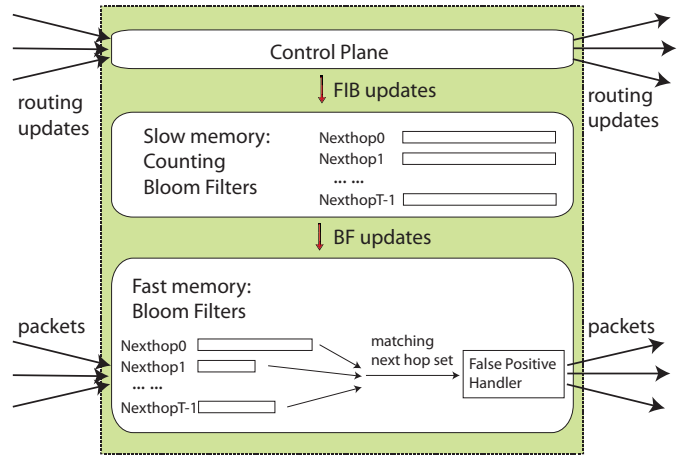 Control Plane
routing
updates
FIB updates
routing
updates
Slow memory:
Counting
Bloom Filters
Nexthop0
Nexthop1
... ...
NexthopT-1
BF updates
Fast memory:
Bloom Filters
packets
Nexthop0
Nexthop1
... ...
NexthopT-1
matching
next hop set
False Positive
Handler
packets